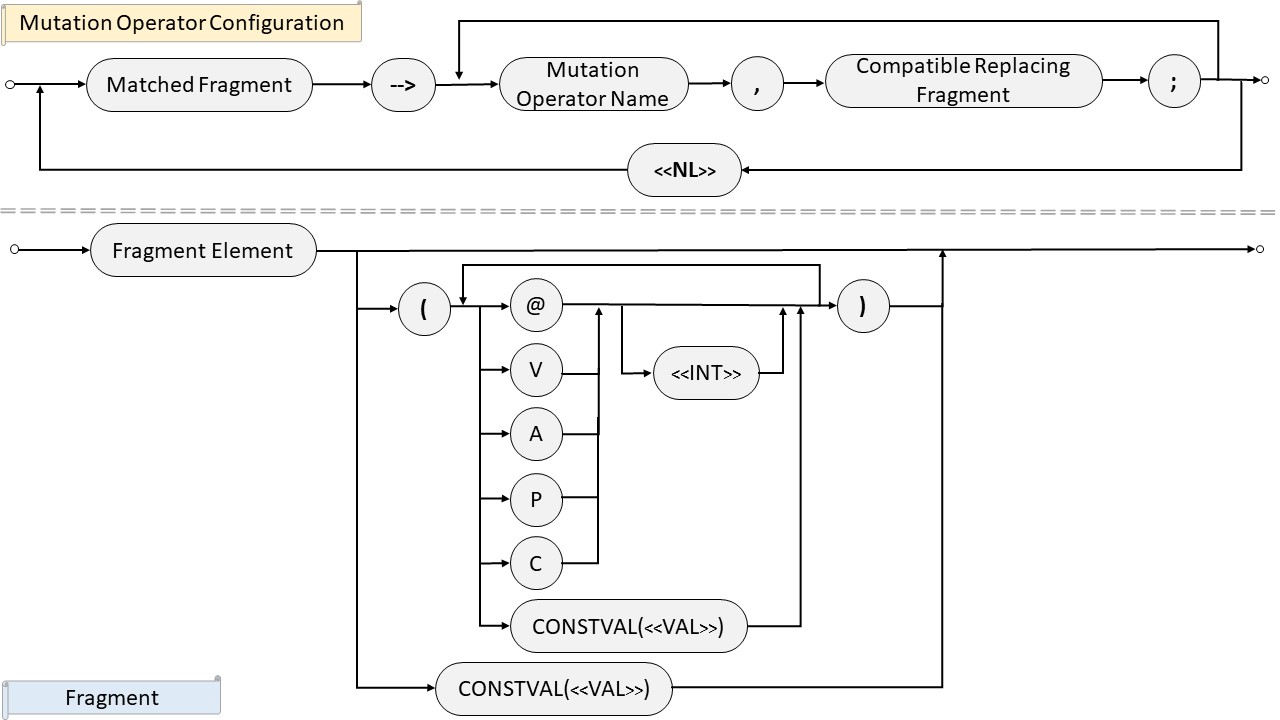 Mutation Operator Configuration
Matched Fragment
-->
Mutation
Operator Name
,
Compatible Replacing
Fragment
;
<<NL>>
Fragment Element
(
@
)
V
<<INT>>
A
P
C
CONSTVAL(<<VAL>>)
CONSTVAL(<<VAL>>)
Fragment